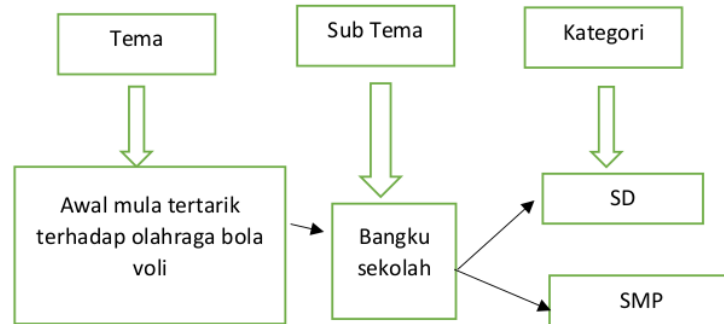 Tema
Sub Tema
Kategori
Awal mula tertarik
terhadap olahraga bola
voli
Bangku
sekolah
SD
SMP